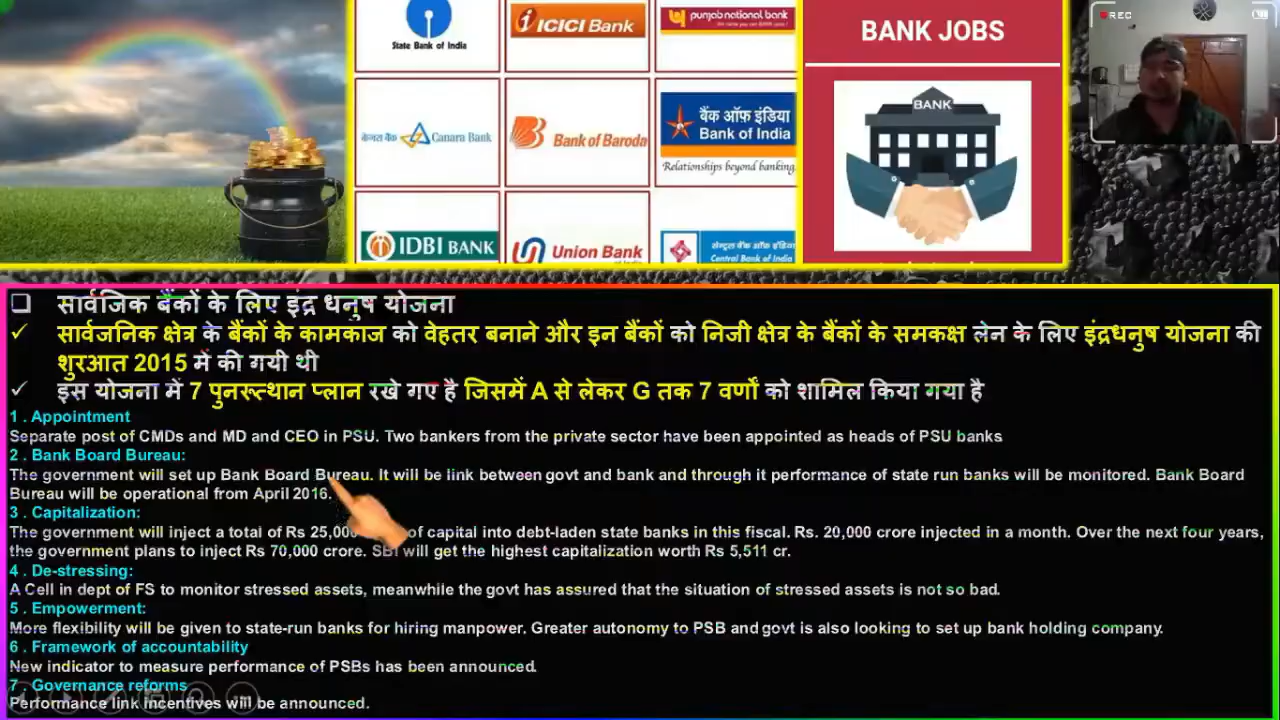 State Bank of India
ICICI Bank
punjab national bank
BANK JOBS
REC
केनरा बैंक Canara Bank
Bank of Baroda
बैंक ऑफ इंडिया
Bank of India
Relationships beyond banking
BANK
IDBI BANK
Union Bank
सेन्ट्रल बैंक ऑफ इंडिया
Central Bank of India
सार्वजिक बैंकों के लिए इंद्र धनुष योजना
सार्वजनिक क्षेत्र के बैंकों के कामकाज को वेहतर बनाने और इन बैंकों को निजी क्षेत्र के बैंकों के समकक्ष लेन के लिए इंद्रधनुष योजना की
शुरआत 2015 में की गयी थी
इस योजना में 7 पुनरूत्थान प्लान रखे गए है जिसमें A से लेकर G तक 7 वर्णों को शामिल किया गया है
1 . Appointment
Separate post of CMDs and MD and CEO in PSU. Two bankers from the private sector have been appointed as heads of PSU banks
2 . Bank Board Bureau:
The government will set up Bank Board Bureau. It will be link between govt and bank and through it performance of state run banks will be monitored. Bank Board
Bureau will be operational from April 2016.
3 . Capitalization:
The government will inject a total of Rs 25,000 of capital into debt-laden state banks in this fiscal. Rs. 20,000 crore injected in a month. Over the next four years,
the government plans to inject Rs 70,000 crore. SBI will get the highest capitalization worth Rs 5,511 cr.
4 . De-stressing:
A Cell in dept of FS to monitor stressed assets, meanwhile the govt has assured that the situation of stressed assets is not so bad.
5 . Empowerment:
More flexibility will be given to state-run banks for hiring manpower. Greater autonomy to PSB and govt is also looking to set up bank holding company.
6 . Framework of accountability
New indicator to measure performance of PSBs has been announced.
7 . Governance reforms
Performance link incentives will be announced.